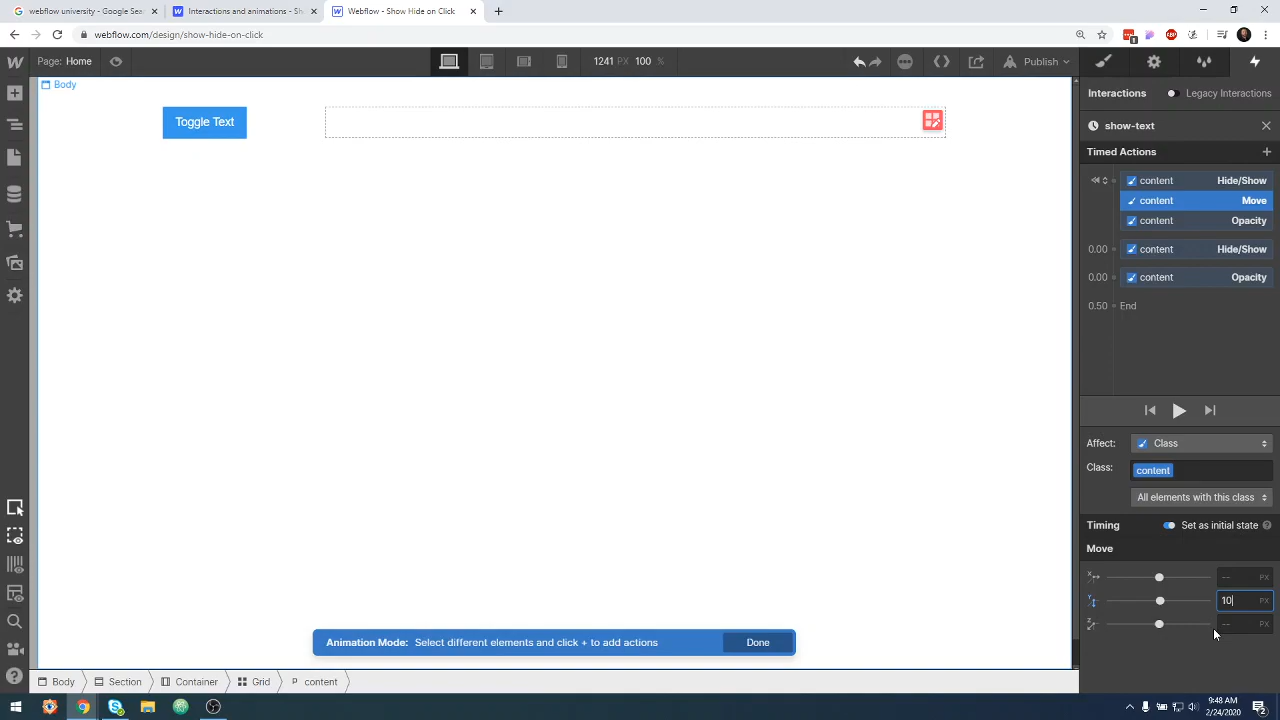 webflow university - Google Sea
Interactions and animations - Sh
Webflow - Show Hide on Click
webflow.com/design/show-hide-on-click
Page: Home
1241 PX 100 %
Publish
Body
Toggle Text
Interactions
Legacy Interactions
show-text
Timed Actions
content Hide/Show
content Move
content Opacity
0.00 content Hide/Show
0.00 content Opacity
0.50 End
Affect: Class
Class: content
All elements with this class
Timing Set as initial state
Move
X -- PX
Y 10 PX
Z -- PX
Animation Mode: Select different elements and click + to add actions
Done
Body Section Container Grid P content
9:48 AM
2/24/2020